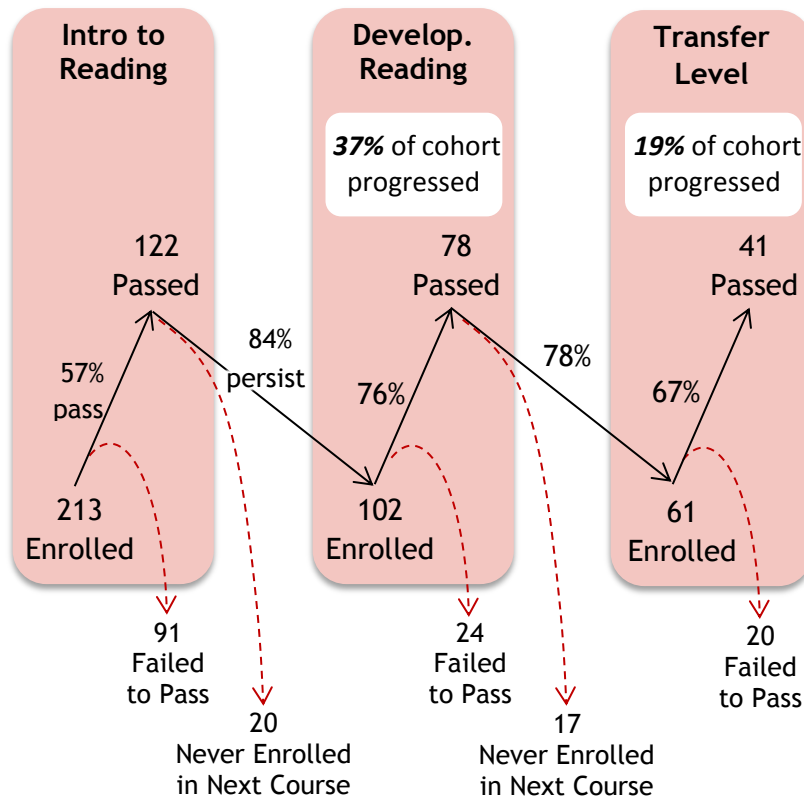 Intro to
Reading
Develop.
Reading
Transfer
Level
37% of cohort
progressed
19% of cohort
progressed
122
Passed
78
Passed
41
Passed
57%
pass
84%
persist
76%
78%
67%
213
Enrolled
102
Enrolled
61
Enrolled
91
Failed
to Pass
24
Failed
to Pass
20
Failed
to Pass
20
Never Enrolled
in Next Course
17
Never Enrolled
in Next Course